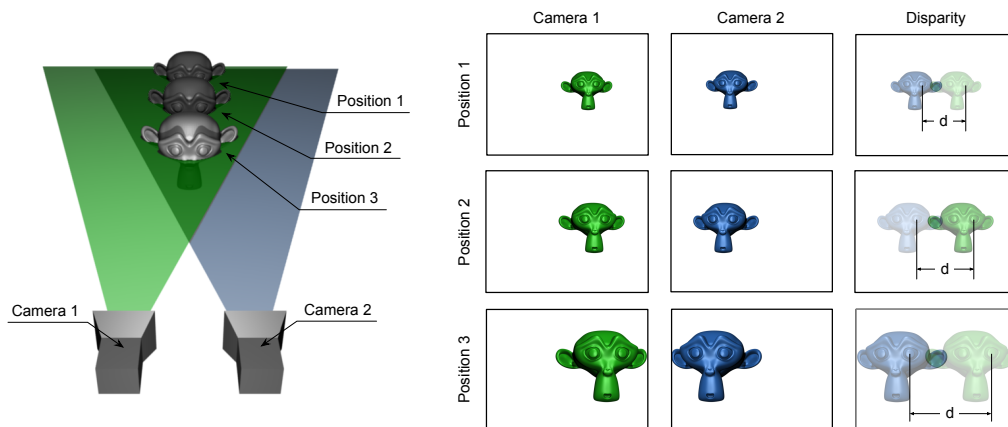 Position 1
Position 2
Position 3
Camera 1
Camera 2
Camera 1
Camera 2
Disparity
Position 1
d
Position 2
d
Position 3
d